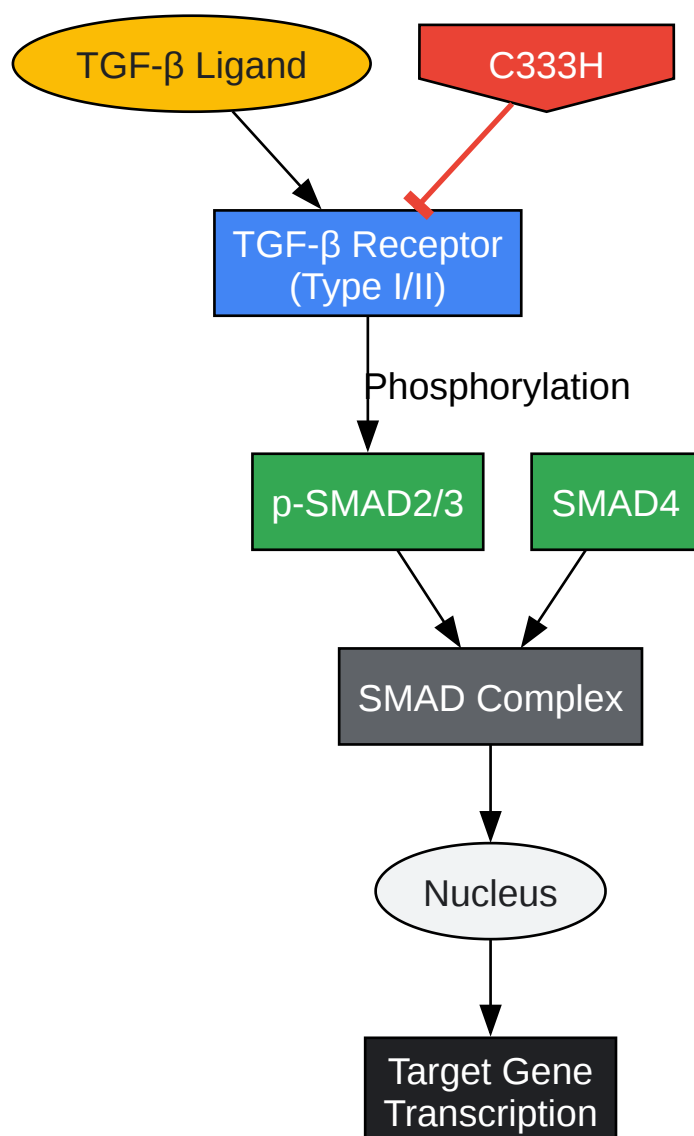 TGF-β Ligand
C333H
TGF-β Receptor
(Type I/II)
Phosphorylation
p-SMAD2/3
SMAD4
SMAD Complex
Nucleus
Target Gene
Transcription